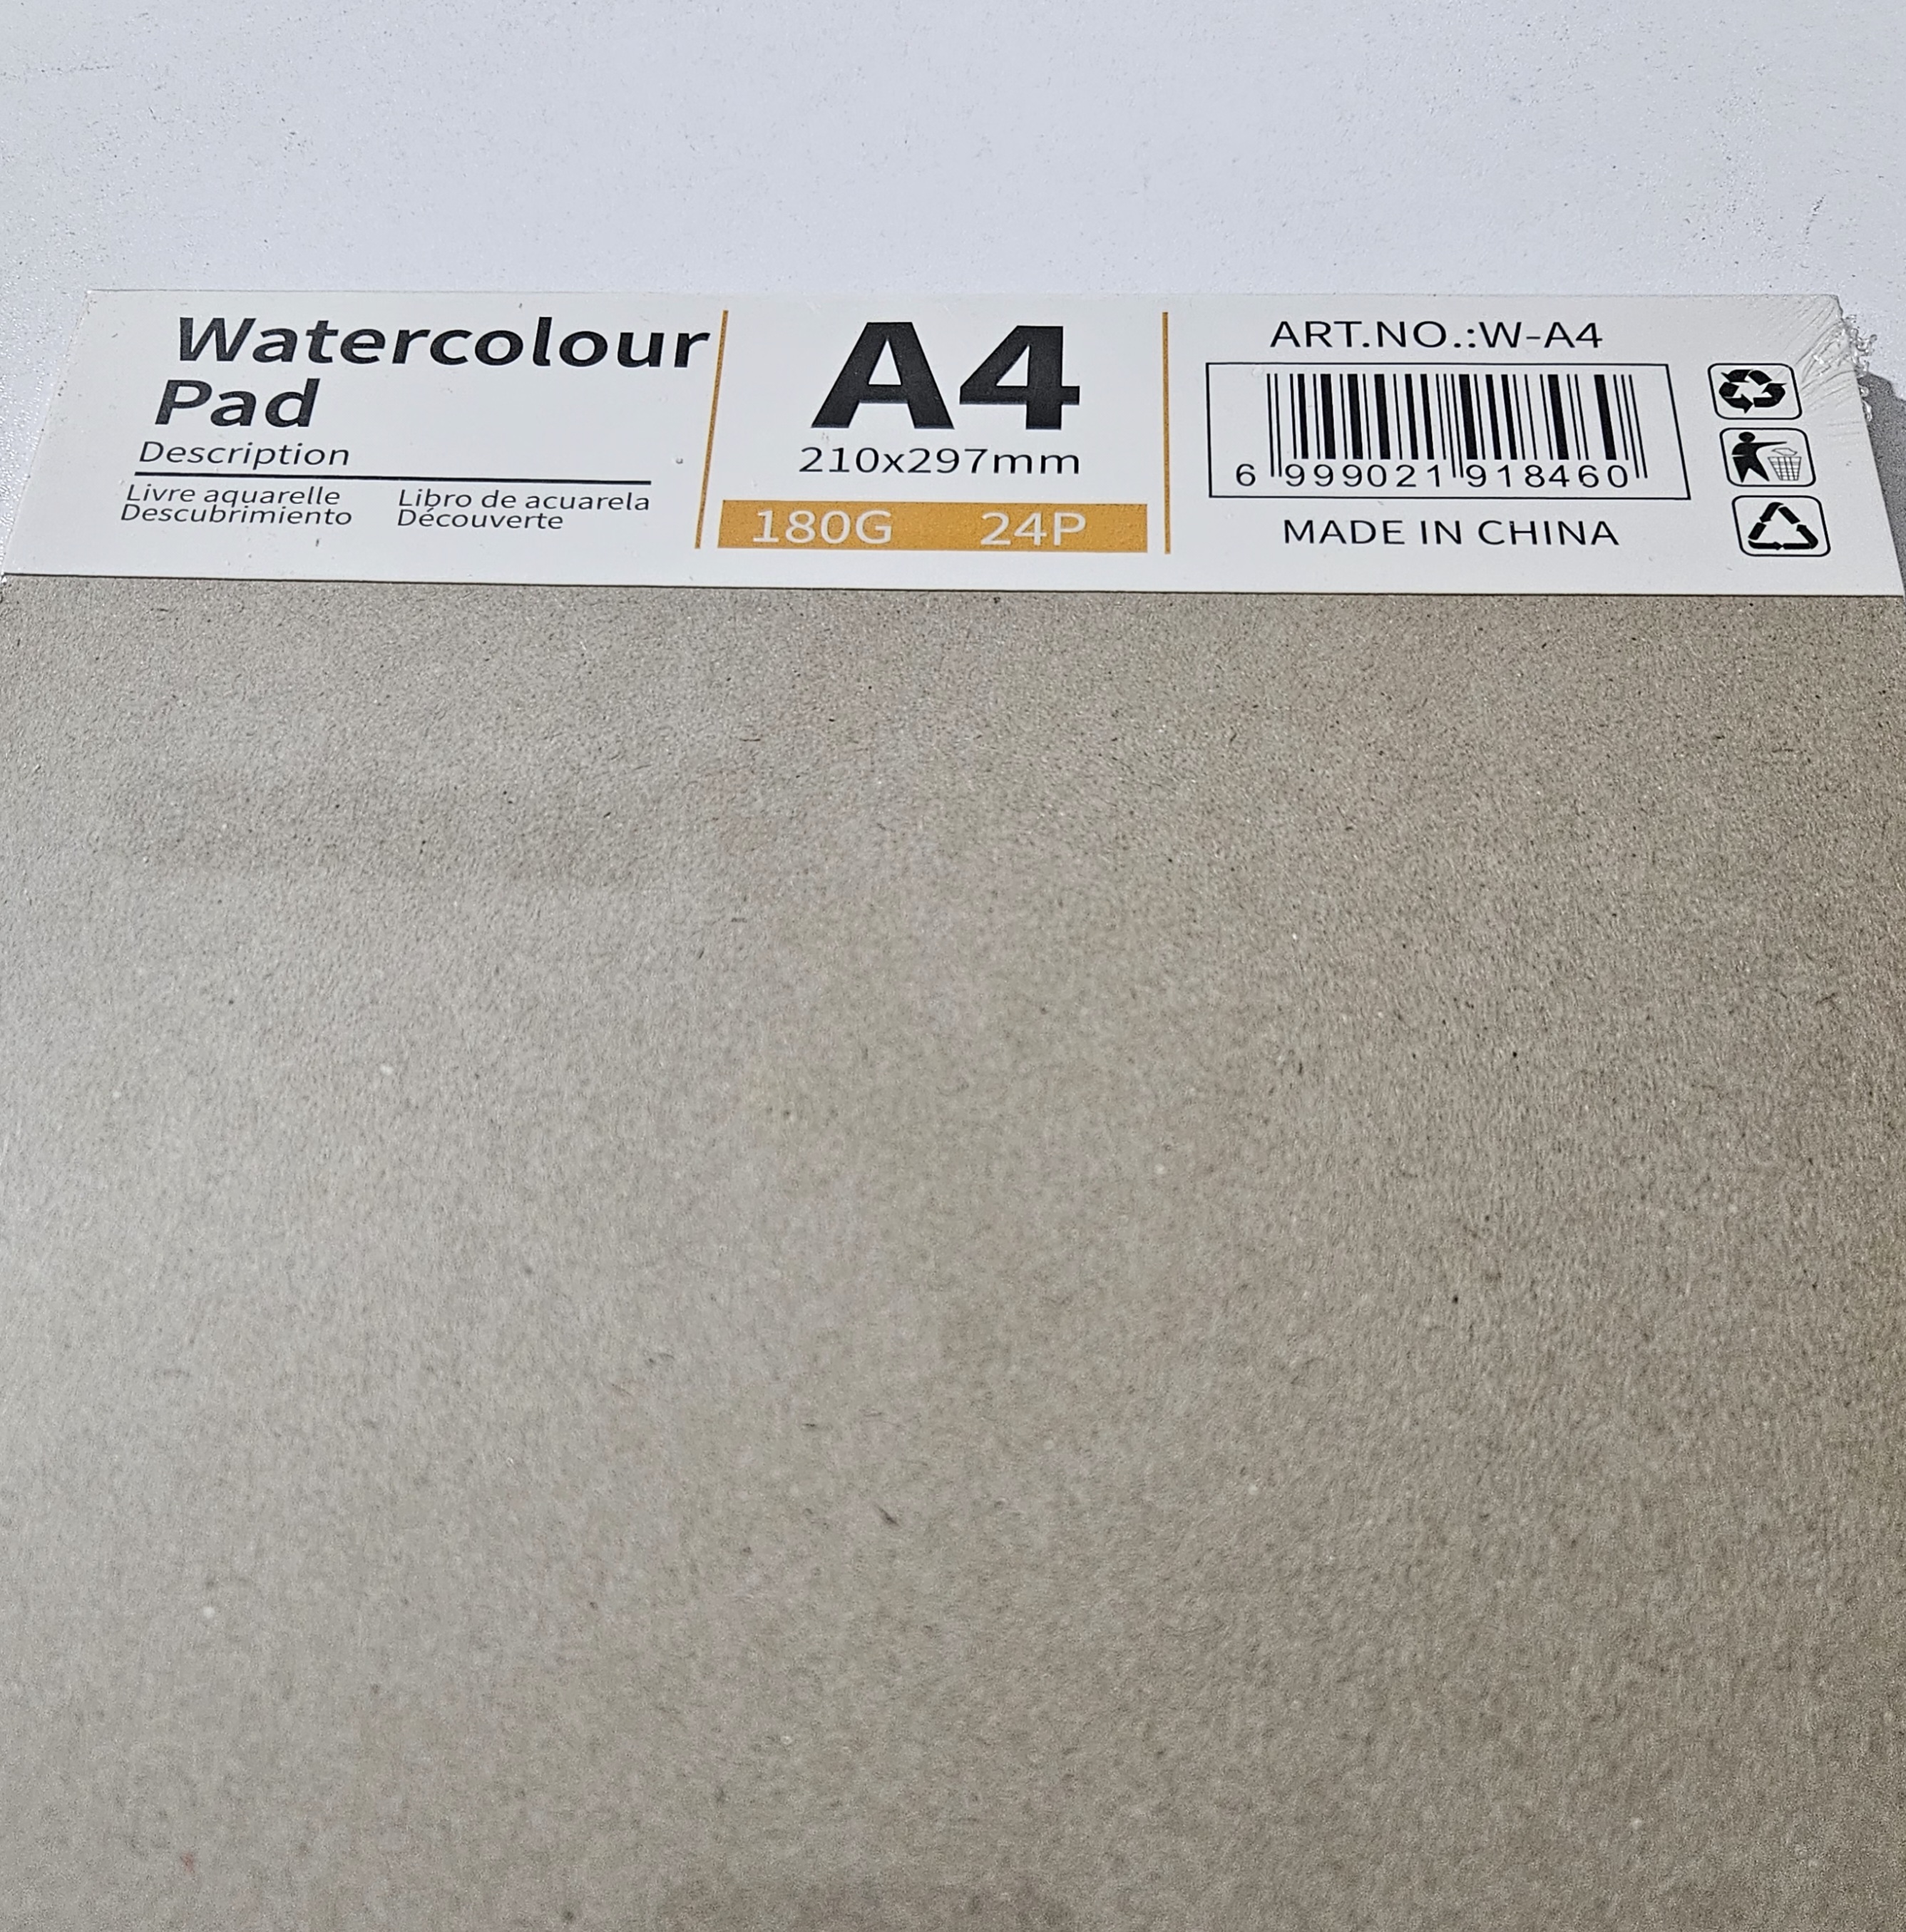 Watercolour
Pad
Description
Livre aquarelle
Descubrimiento
Libro de acuarela
Découverte
A4
210x297mm
180G 24P
ART.NO.:W-A4
6 999021 918460
MADE IN CHINA